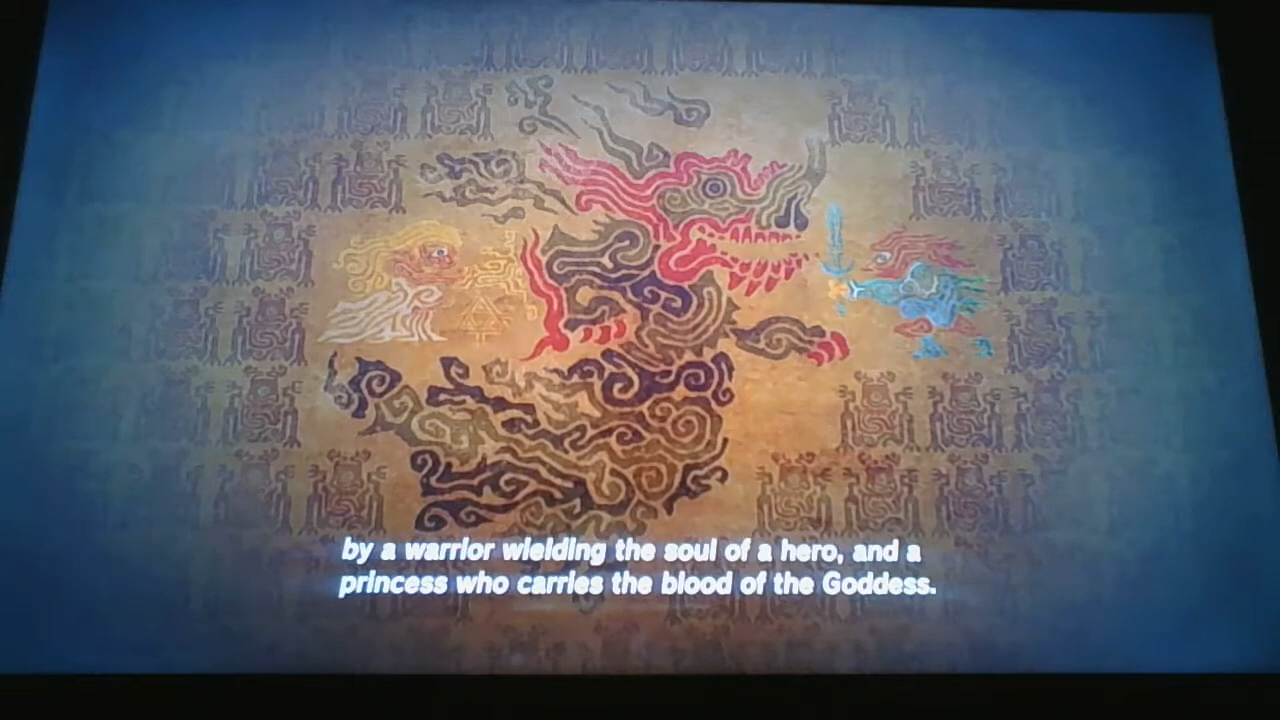 by a warrior wielding the soul of a hero, and a
princess who carries the blood of the Goddess.